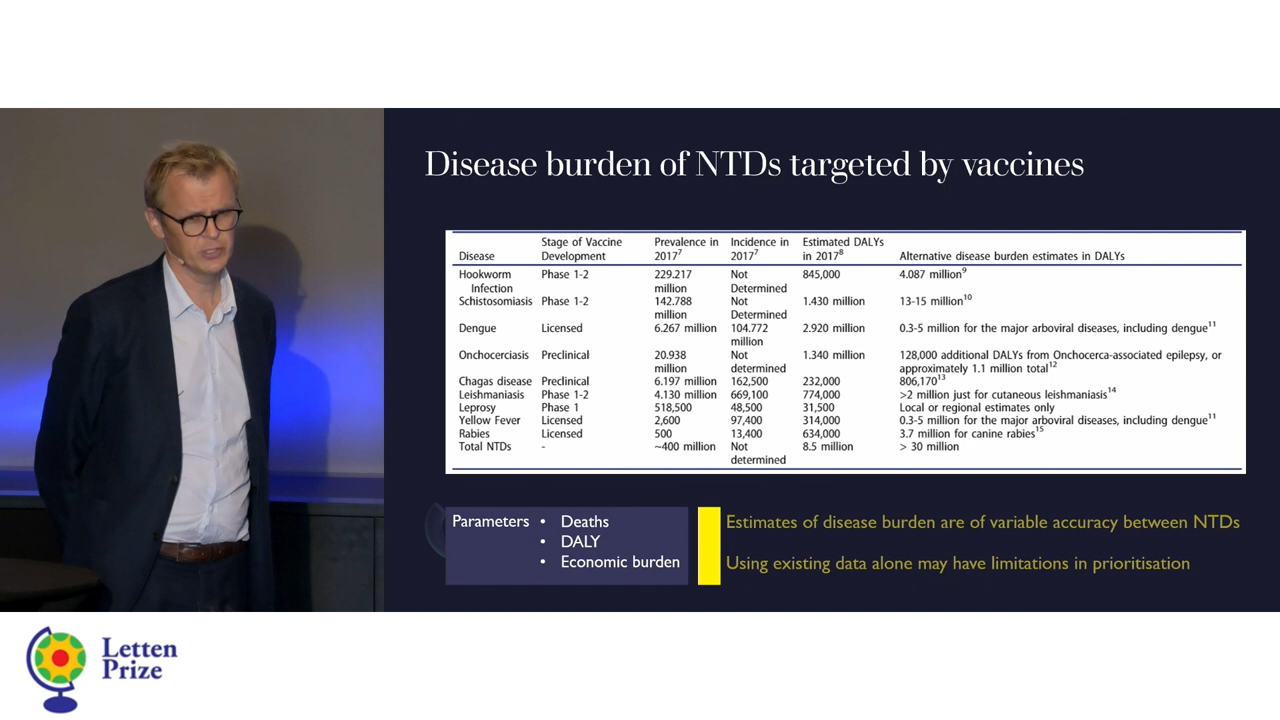 Disease burden of NTDs targeted by vaccines
Stage of Vaccine Prevalence in Incidence in Estimated DALYs
Disease Development 2017⁷ 2017⁷ in 2017⁸ Alternative disease burden estimates in DALYs
Hookworm Phase 1-2 229.217 Not 845,000 4.087 million⁹
Infection million Determined
Schistosomiasis Phase 1-2 142.788 Not 1.430 million 13-15 million¹⁰
million Determined
Dengue Licensed 6.267 million 104.772 2.920 million 0.3-5 million for the major arboviral diseases, including dengue¹¹
million
Onchocerciasis Preclinical 20.938 Not 1.340 million 128,000 additional DALYs from Onchocerca-associated epilepsy, or
million determined approximately 1.1 million total¹²
Chagas disease Preclinical 6.197 million 162,500 232,000 806,170¹³
Leishmaniasis Phase 1-2 4.130 million 669,100 774,000 >2 million just for cutaneous leishmaniasis¹⁴
Leprosy Phase 1 518,500 48,500 31,500 Local or regional estimates only
Yellow Fever Licensed 2,600 97,400 314,000 0.3-5 million for the major arboviral diseases, including dengue¹¹
Rabies Licensed 500 13,400 634,000 3.7 million for canine rabies¹⁵
Total NTDs - ~400 million Not 8.5 million > 30 million
determined
Parameters • Deaths
• DALY
• Economic burden
Estimates of disease burden are of variable accuracy between NTDs
Using existing data alone may have limitations in prioritisation
Letten
Prize